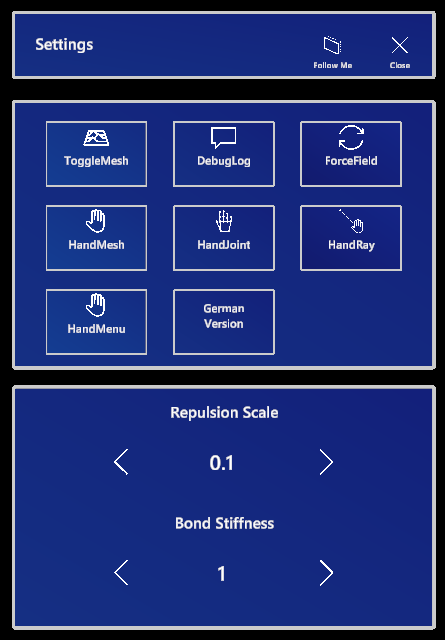 Settings
Follow Me
Close
ToggleMesh
DebugLog
ForceField
HandMesh
HandJoint
HandRay
HandMenu
German
Version
Repulsion Scale
0.1
Bond Stiffness
1